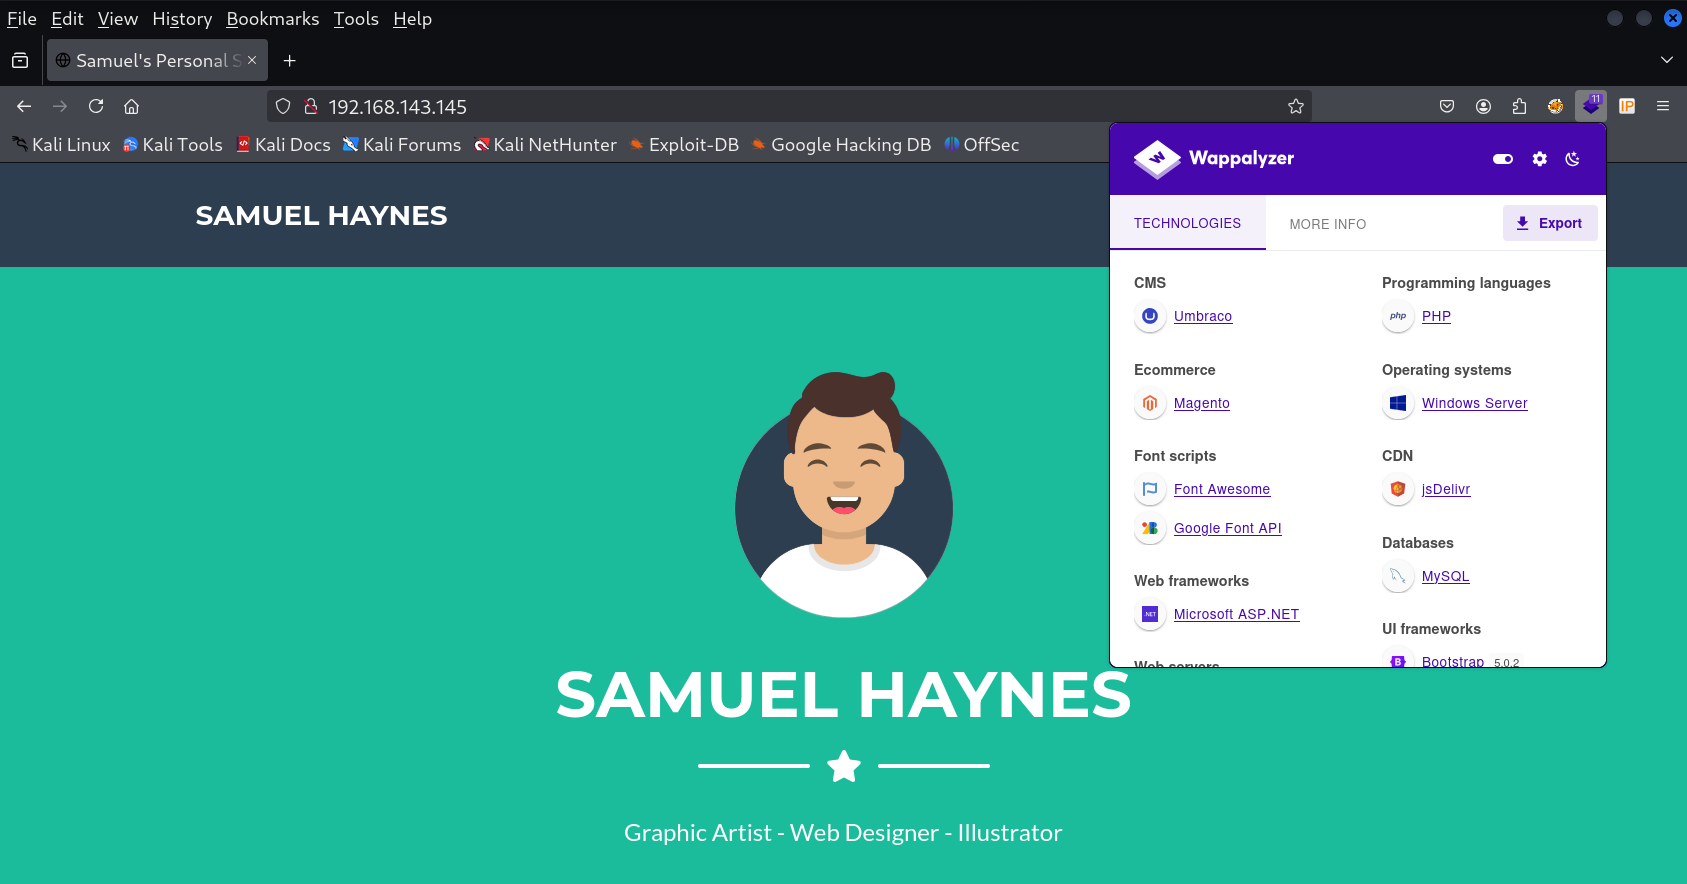 File Edit View History Bookmarks Tools Help
Samuel's Personal S
192.168.143.145
11
IP
Kali Linux Kali Tools Kali Docs Kali Forums Kali NetHunter Exploit-DB Google Hacking DB OffSec
SAMUEL HAYNES
Wappalyzer
TECHNOLOGIES MORE INFO Export
CMS
Umbraco
Ecommerce
Magento
Font scripts
Font Awesome
Google Font API
Web frameworks
.NET Microsoft ASP.NET
Web servers
Programming languages
php PHP
Operating systems
Windows Server
CDN
jsDelivr
Databases
MySQL
UI frameworks
B Bootstrap 5.0.2
SAMUEL HAYNES
Graphic Artist - Web Designer - Illustrator